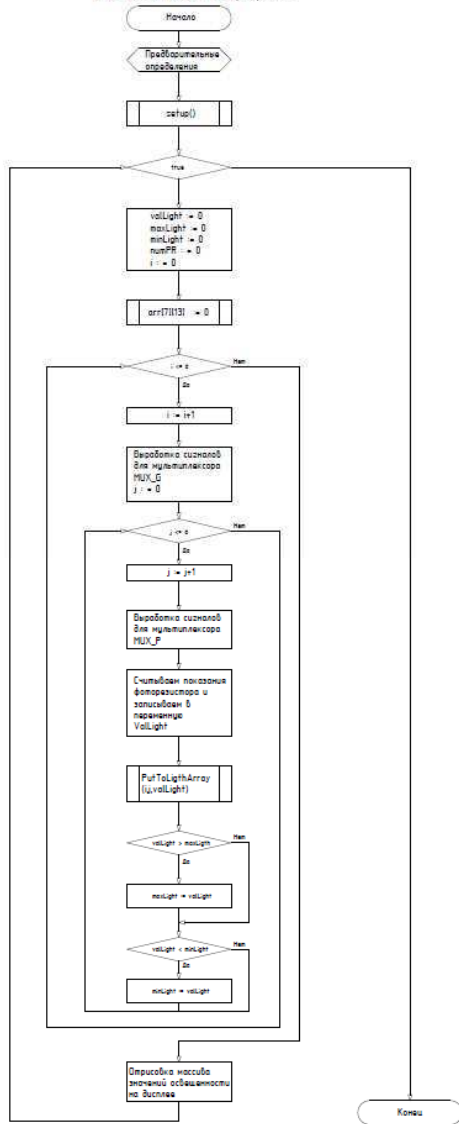 Начало
Предварительные
определения
setup()
true
valLight := 0
maxLight := 0
minLight := 0
numPR := 0
i := 0
arr[7][13] := 0
Нет
Да
i := i+1
Выработка сигналов
для мультиплексора
MUX_G
j := 0
Нет
Да
j := j+1
Выработка сигналов
для мультиплексора
MUX_P
Считываем показания
фоторезистора и
записываем в
переменную
ValLight
PutToLigthArray
(i,j,valLight)
valLight > maxLigth
Нет
Да
maxLight := valLight
valLight < minLight
Нет
Да
minLight := valLight
Отрисовка массива
значений освещенности
на дисплее
Конец